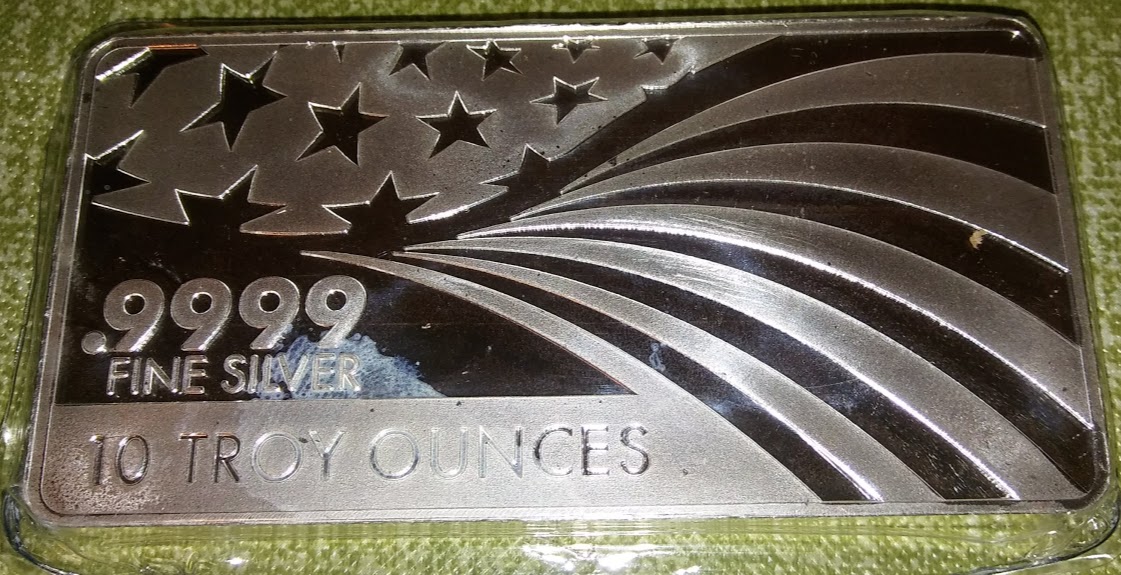 .9999
FINE SILVER
10 TROY OUNCES